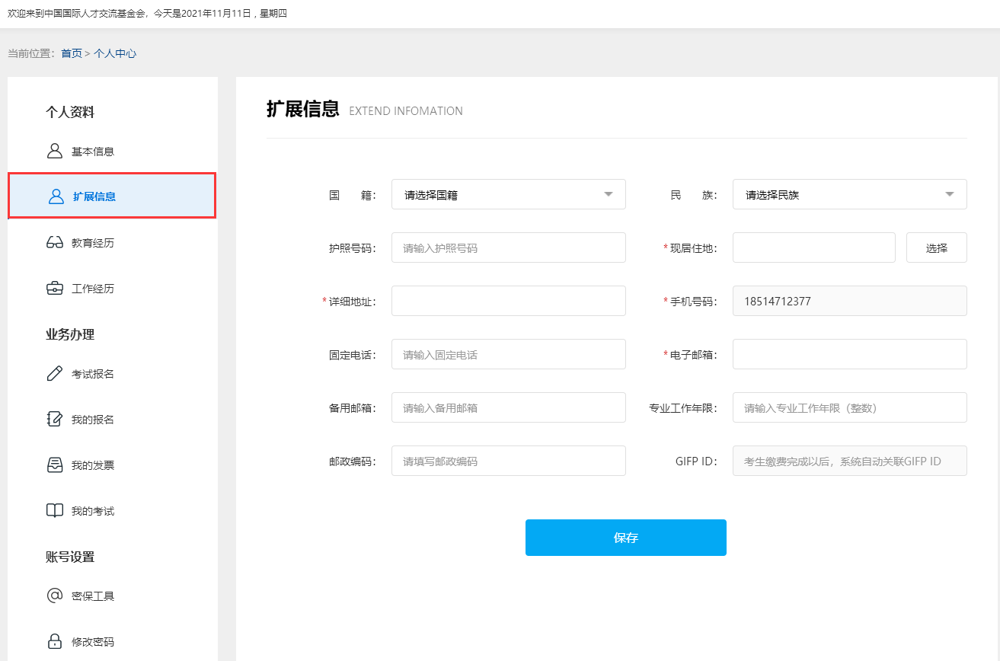 欢迎来到中国国际人才交流基金会，今天是2021年11月11日，星期四
当前位置：首页 > 个人中心
个人资料
基本信息
扩展信息
教育经历
工作经历
业务办理
考试报名
我的报名
我的发票
我的考试
账号设置
密保工具
修改密码
扩展信息 EXTEND INFOMATION
国 籍： 请选择国籍 民 族： 请选择民族
护照号码： 请输入护照号码 *现居住地： 选择
*详细地址： *手机号码： 18514712377
固定电话： 请输入固定电话 *电子邮箱：
备用邮箱： 请输入备用邮箱 专业工作年限： 请输入专业工作年限（整数）
邮政编码： 请填写邮政编码 GIFP ID： 考生缴费完成以后，系统自动关联GIFP ID
保存